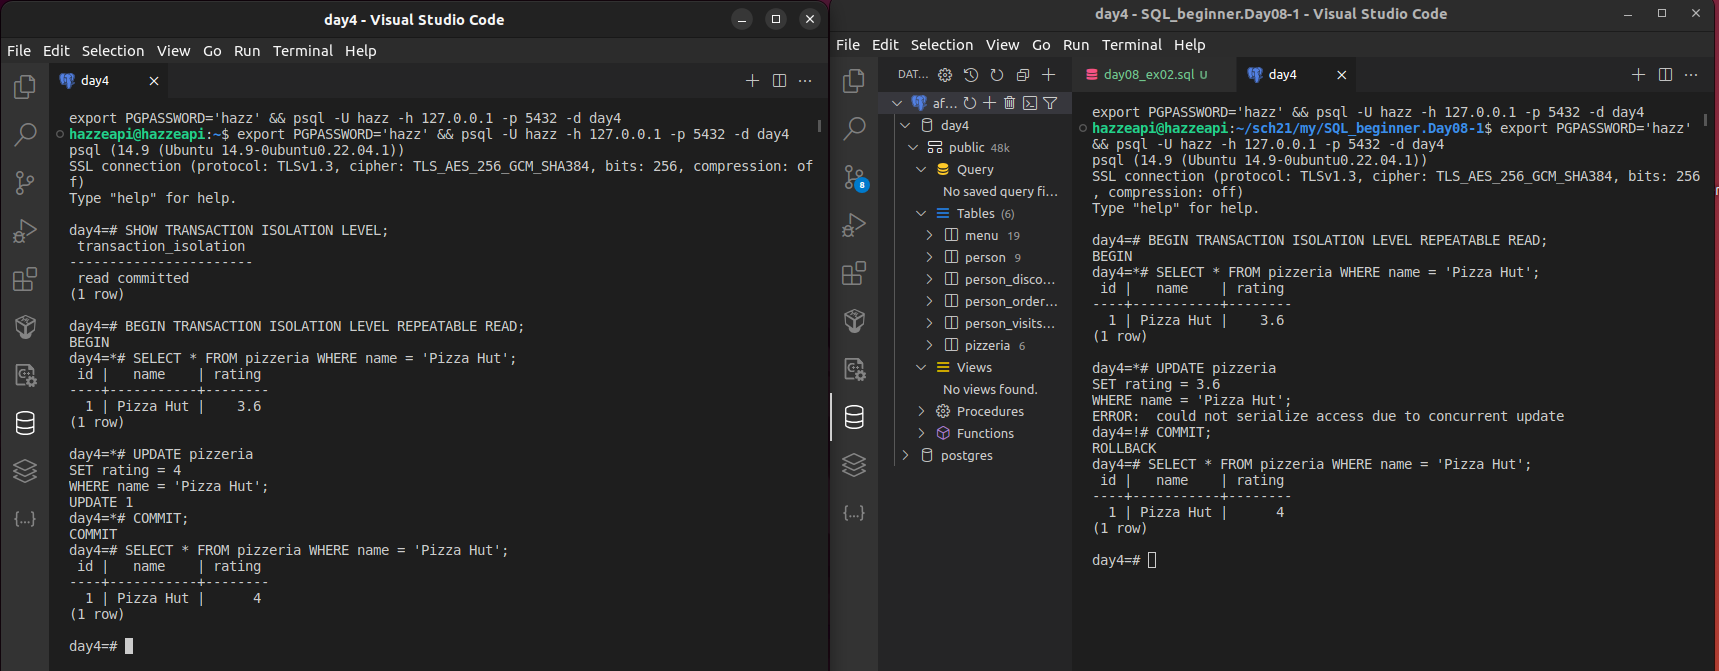 day4 - Visual Studio Code
File Edit Selection View Go Run Terminal Help
day4
export PGPASSWORD='hazz' && psql -U hazz -h 127.0.0.1 -p 5432 -d day4
hazzeapi@hazzeapi:~$ export PGPASSWORD='hazz' && psql -U hazz -h 127.0.0.1 -p 5432 -d day4
psql (14.9 (Ubuntu 14.9-0ubuntu0.22.04.1))
SSL connection (protocol: TLSv1.3, cipher: TLS_AES_256_GCM_SHA384, bits: 256, compression: of
f)
Type "help" for help.
day4=# SHOW TRANSACTION ISOLATION LEVEL;
transaction_isolation
-----------------------
read committed
(1 row)
day4=# BEGIN TRANSACTION ISOLATION LEVEL REPEATABLE READ;
BEGIN
day4=*# SELECT * FROM pizzeria WHERE name = 'Pizza Hut';
id | name | rating
----+-----------+--------
1 | Pizza Hut | 3.6
(1 row)
day4=*# UPDATE pizzeria
SET rating = 4
WHERE name = 'Pizza Hut';
UPDATE 1
day4=*# COMMIT;
COMMIT
day4=# SELECT * FROM pizzeria WHERE name = 'Pizza Hut';
id | name | rating
----+-----------+--------
1 | Pizza Hut | 4
(1 row)
day4=#
day4 - SQL_beginner.Day08-1 - Visual Studio Code
File Edit Selection View Go Run Terminal Help
8
DAT...
af...
day4
public 48k
Query
No saved query fi...
Tables (6)
menu 19
person 9
person_disco...
person_order...
person_visits...
pizzeria 6
Views
No views found.
Procedures
Functions
postgres
day08_ex02.sql U
day4
export PGPASSWORD='hazz' && psql -U hazz -h 127.0.0.1 -p 5432 -d day4
hazzeapi@hazzeapi:~/sch21/my/SQL_beginner.Day08-1$ export PGPASSWORD='hazz'
&& psql -U hazz -h 127.0.0.1 -p 5432 -d day4
psql (14.9 (Ubuntu 14.9-0ubuntu0.22.04.1))
SSL connection (protocol: TLSv1.3, cipher: TLS_AES_256_GCM_SHA384, bits: 256
, compression: off)
Type "help" for help.
day4=# BEGIN TRANSACTION ISOLATION LEVEL REPEATABLE READ;
BEGIN
day4=*# SELECT * FROM pizzeria WHERE name = 'Pizza Hut';
id | name | rating
----+-----------+--------
1 | Pizza Hut | 3.6
(1 row)
day4=*# UPDATE pizzeria
SET rating = 3.6
WHERE name = 'Pizza Hut';
ERROR: could not serialize access due to concurrent update
day4=!# COMMIT;
ROLLBACK
day4=# SELECT * FROM pizzeria WHERE name = 'Pizza Hut';
id | name | rating
----+-----------+--------
1 | Pizza Hut | 4
(1 row)
day4=#